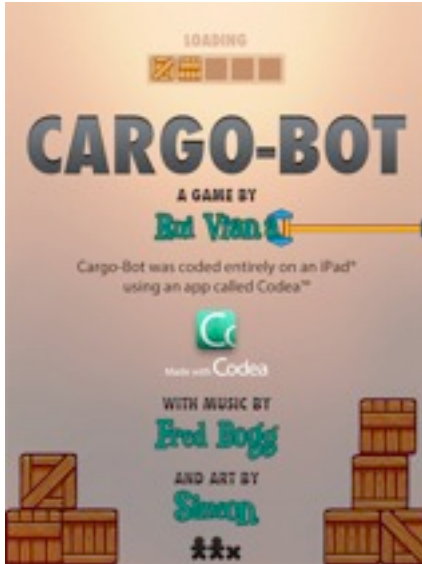 LOADING
CARGO-BOT
A GAME BY
Rui Viana
Cargo-Bot was coded entirely on an iPad®
using an app called Codea™
Co
Made with Codea
WITH MUSIC BY
Fred Bogg
AND ART BY
Simeon